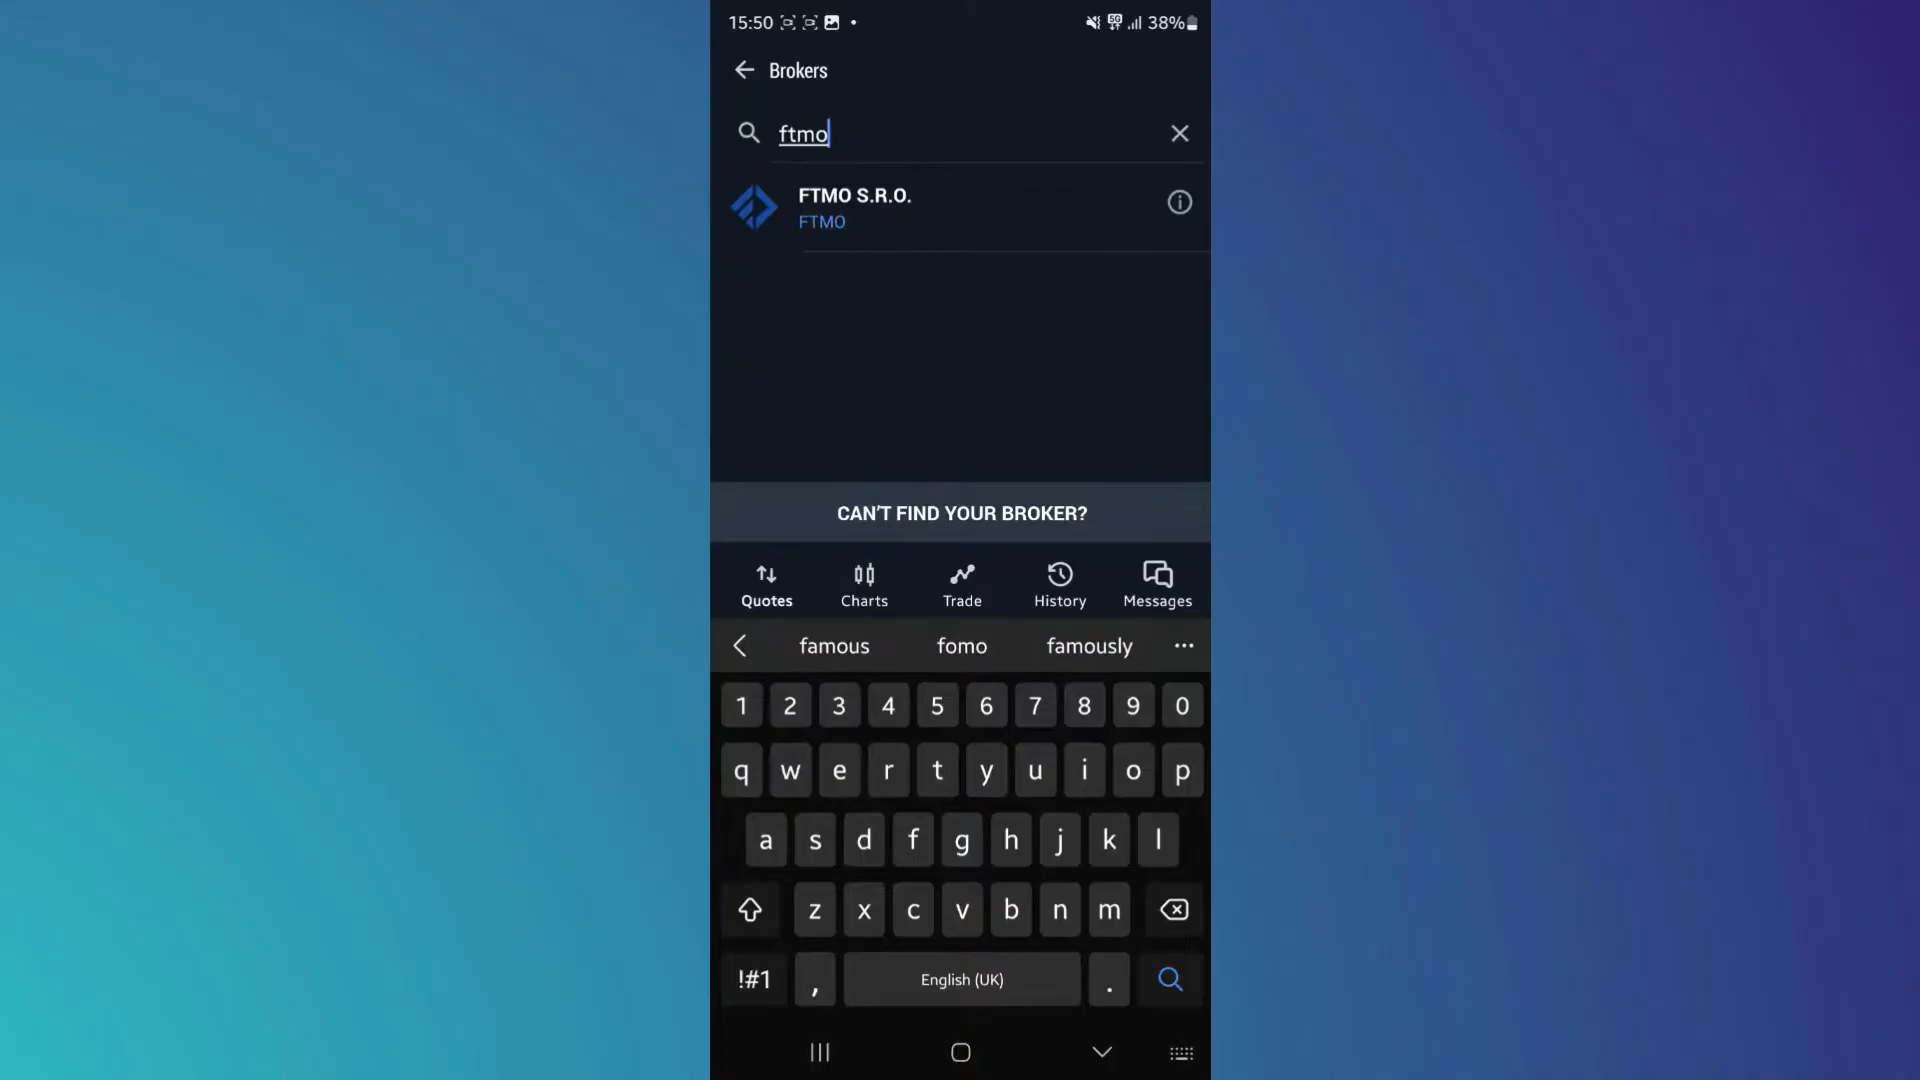 15:50 38%
Brokers
ftmo
FTMO S.R.O.
FTMO
CAN'T FIND YOUR BROKER?
Quotes Charts Trade History Messages
famous fomo famously
1 2 3 4 5 6 7 8 9 0
q w e r t y u i o p
a s d f g h j k l
z x c v b n m
!#1 , English (UK) .